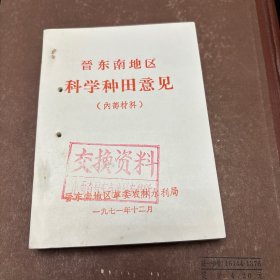 晋东南地区
科学种田意见
(内部材料)
交换资料
晋东南地区革委农林水利局
一九七一年十二月